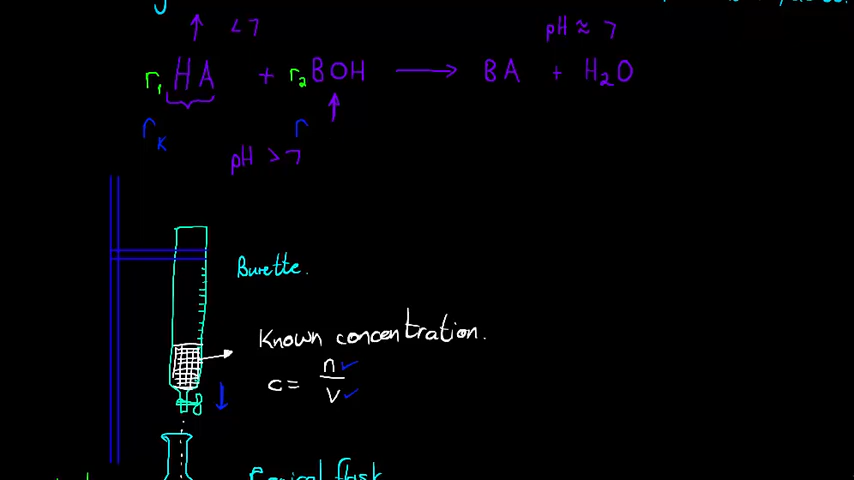 < 7 pH ≈ 7
r₁ HA + r₂ BOH → BA + H₂O
rₖ r
pH > 7
Burette.
Known concentration.
c = n/v
Conical flask